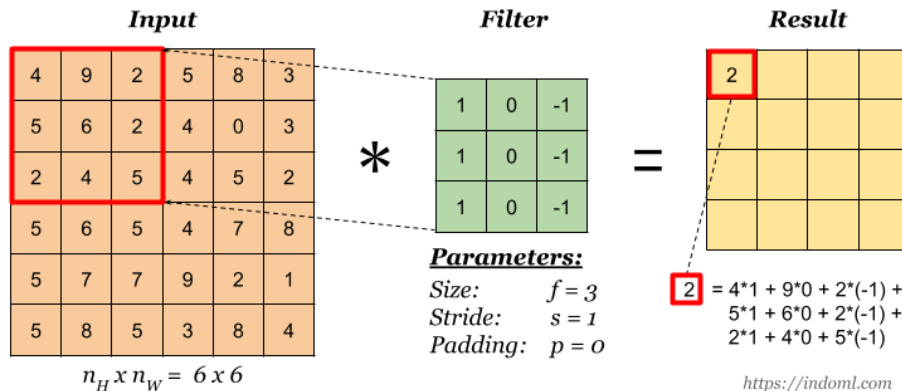 Input
4 9 2 5 8 3
5 6 2 4 0 3
2 4 5 4 5 2
5 6 5 4 7 8
5 7 7 9 2 1
5 8 5 3 8 4
n_H x n_W = 6 x 6
*
Filter
1 0 -1
1 0 -1
1 0 -1
Parameters:
Size: f = 3
Stride: s = 1
Padding: p = 0
=
Result
2
2 = 4*1 + 9*0 + 2*(-1) +
5*1 + 6*0 + 2*(-1) +
2*1 + 4*0 + 5*(-1)
https://indoml.com